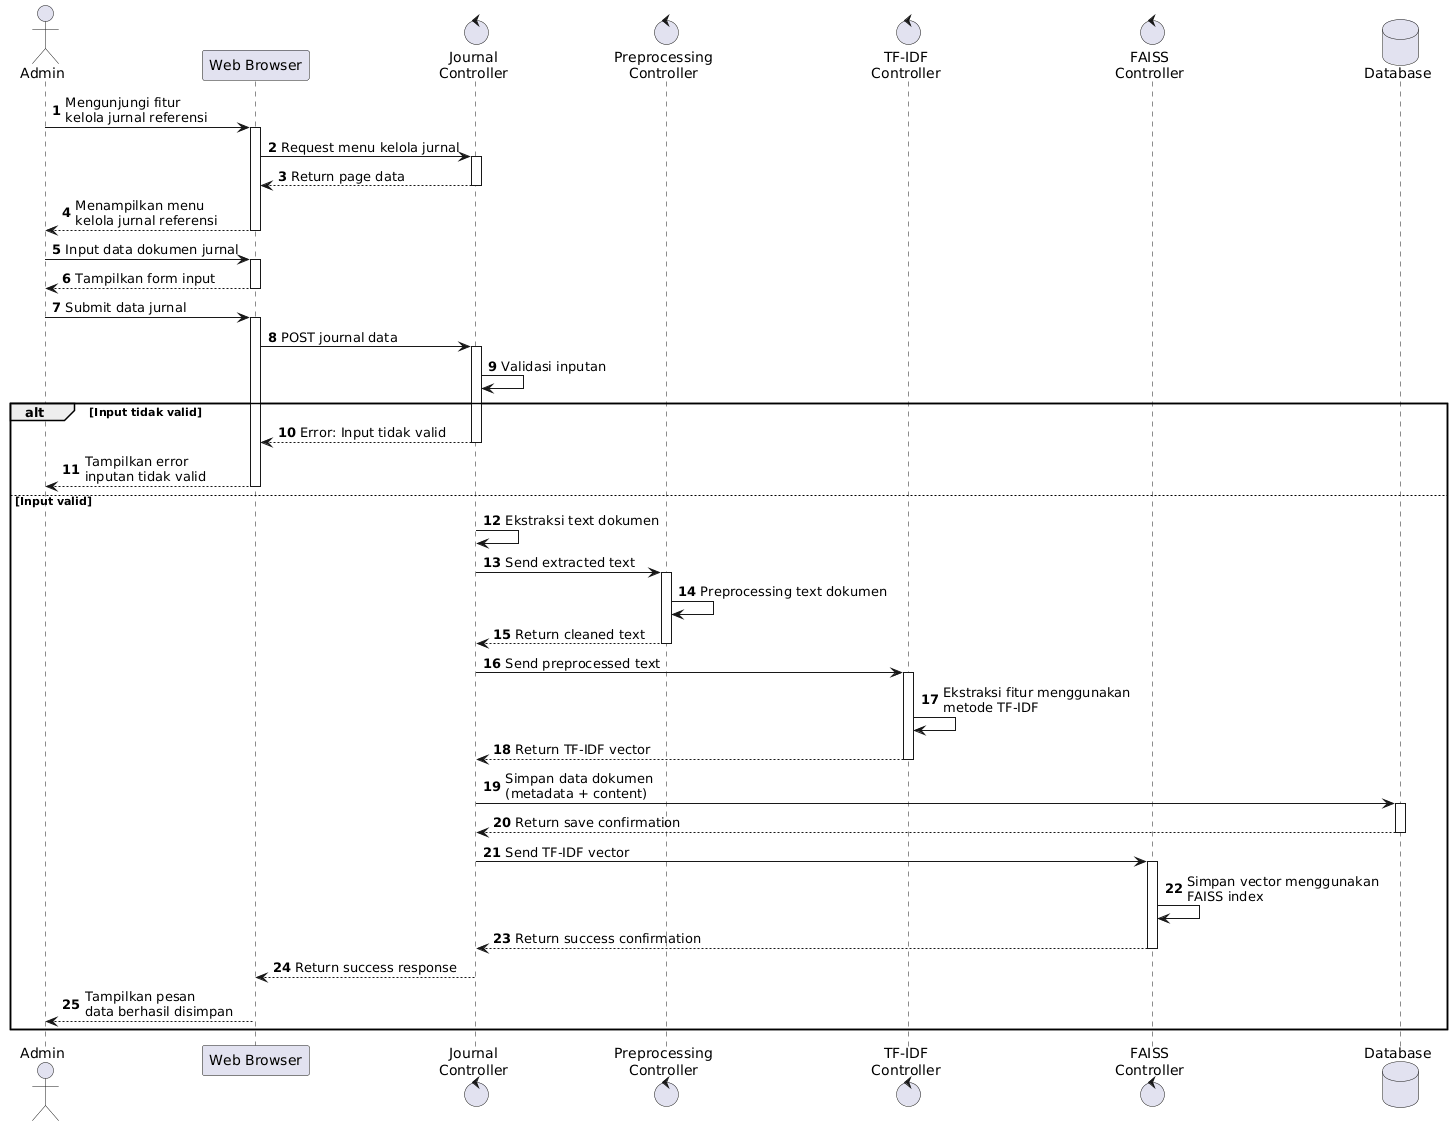 Admin
Web Browser
Journal
Controller
Preprocessing
Controller
TF-IDF
Controller
FAISS
Controller
Database
1 Mengunjungi fitur
kelola jurnal referensi
2 Request menu kelola jurnal
3 Return page data
4 Menampilkan menu
kelola jurnal referensi
5 Input data dokumen jurnal
6 Tampilkan form input
7 Submit data jurnal
8 POST journal data
9 Validasi inputan
alt [Input tidak valid]
10 Error: Input tidak valid
11 Tampilkan error
inputan tidak valid
[Input valid]
12 Ekstraksi text dokumen
13 Send extracted text
14 Preprocessing text dokumen
15 Return cleaned text
16 Send preprocessed text
17 Ekstraksi fitur menggunakan
metode TF-IDF
18 Return TF-IDF vector
19 Simpan data dokumen
(metadata + content)
20 Return save confirmation
21 Send TF-IDF vector
22 Simpan vector menggunakan
FAISS index
23 Return success confirmation
24 Return success response
25 Tampilkan pesan
data berhasil disimpan
Admin
Web Browser
Journal
Controller
Preprocessing
Controller
TF-IDF
Controller
FAISS
Controller
Database